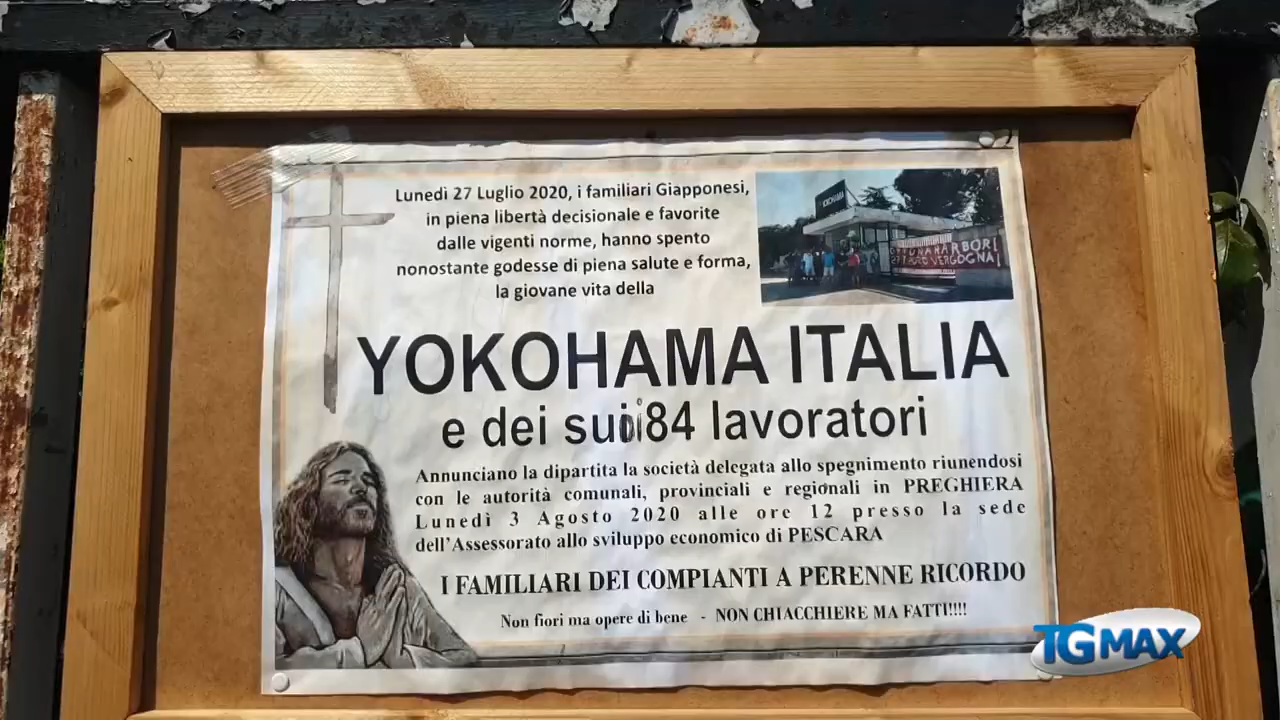 Lunedì 27 Luglio 2020, i familiari Giapponesi,
in piena libertà decisionale e favorite
dalle vigenti norme, hanno spento
nonostante godesse di piena salute e forma,
la giovane vita della
YOKOHAMA
VERGOGNA!
YOKOHAMA ITALIA
e dei suoi 84 lavoratori
Annunciano la dipartita la società delegata allo spegnimento riunendosi
con le autorità comunali, provinciali e regionali in PREGHIERA
Lunedì 3 Agosto 2020 alle ore 12 presso la sede
dell'Assessorato allo sviluppo economico di PESCARA
I FAMILIARI DEI COMPIANTI A PERENNE RICORDO
Non fiori ma opere di bene - NON CHIACCHIERE MA FATTI!!!!
TGMAX